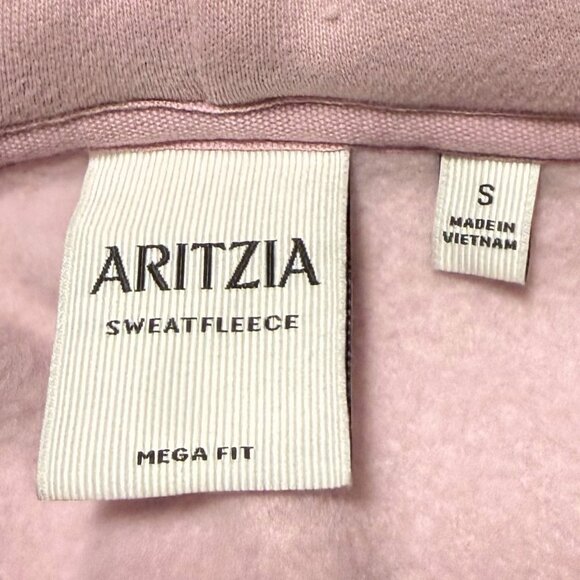 ARITZIA
SWEATFLEECE
MEGA FIT
S
MADE IN
VIETNAM